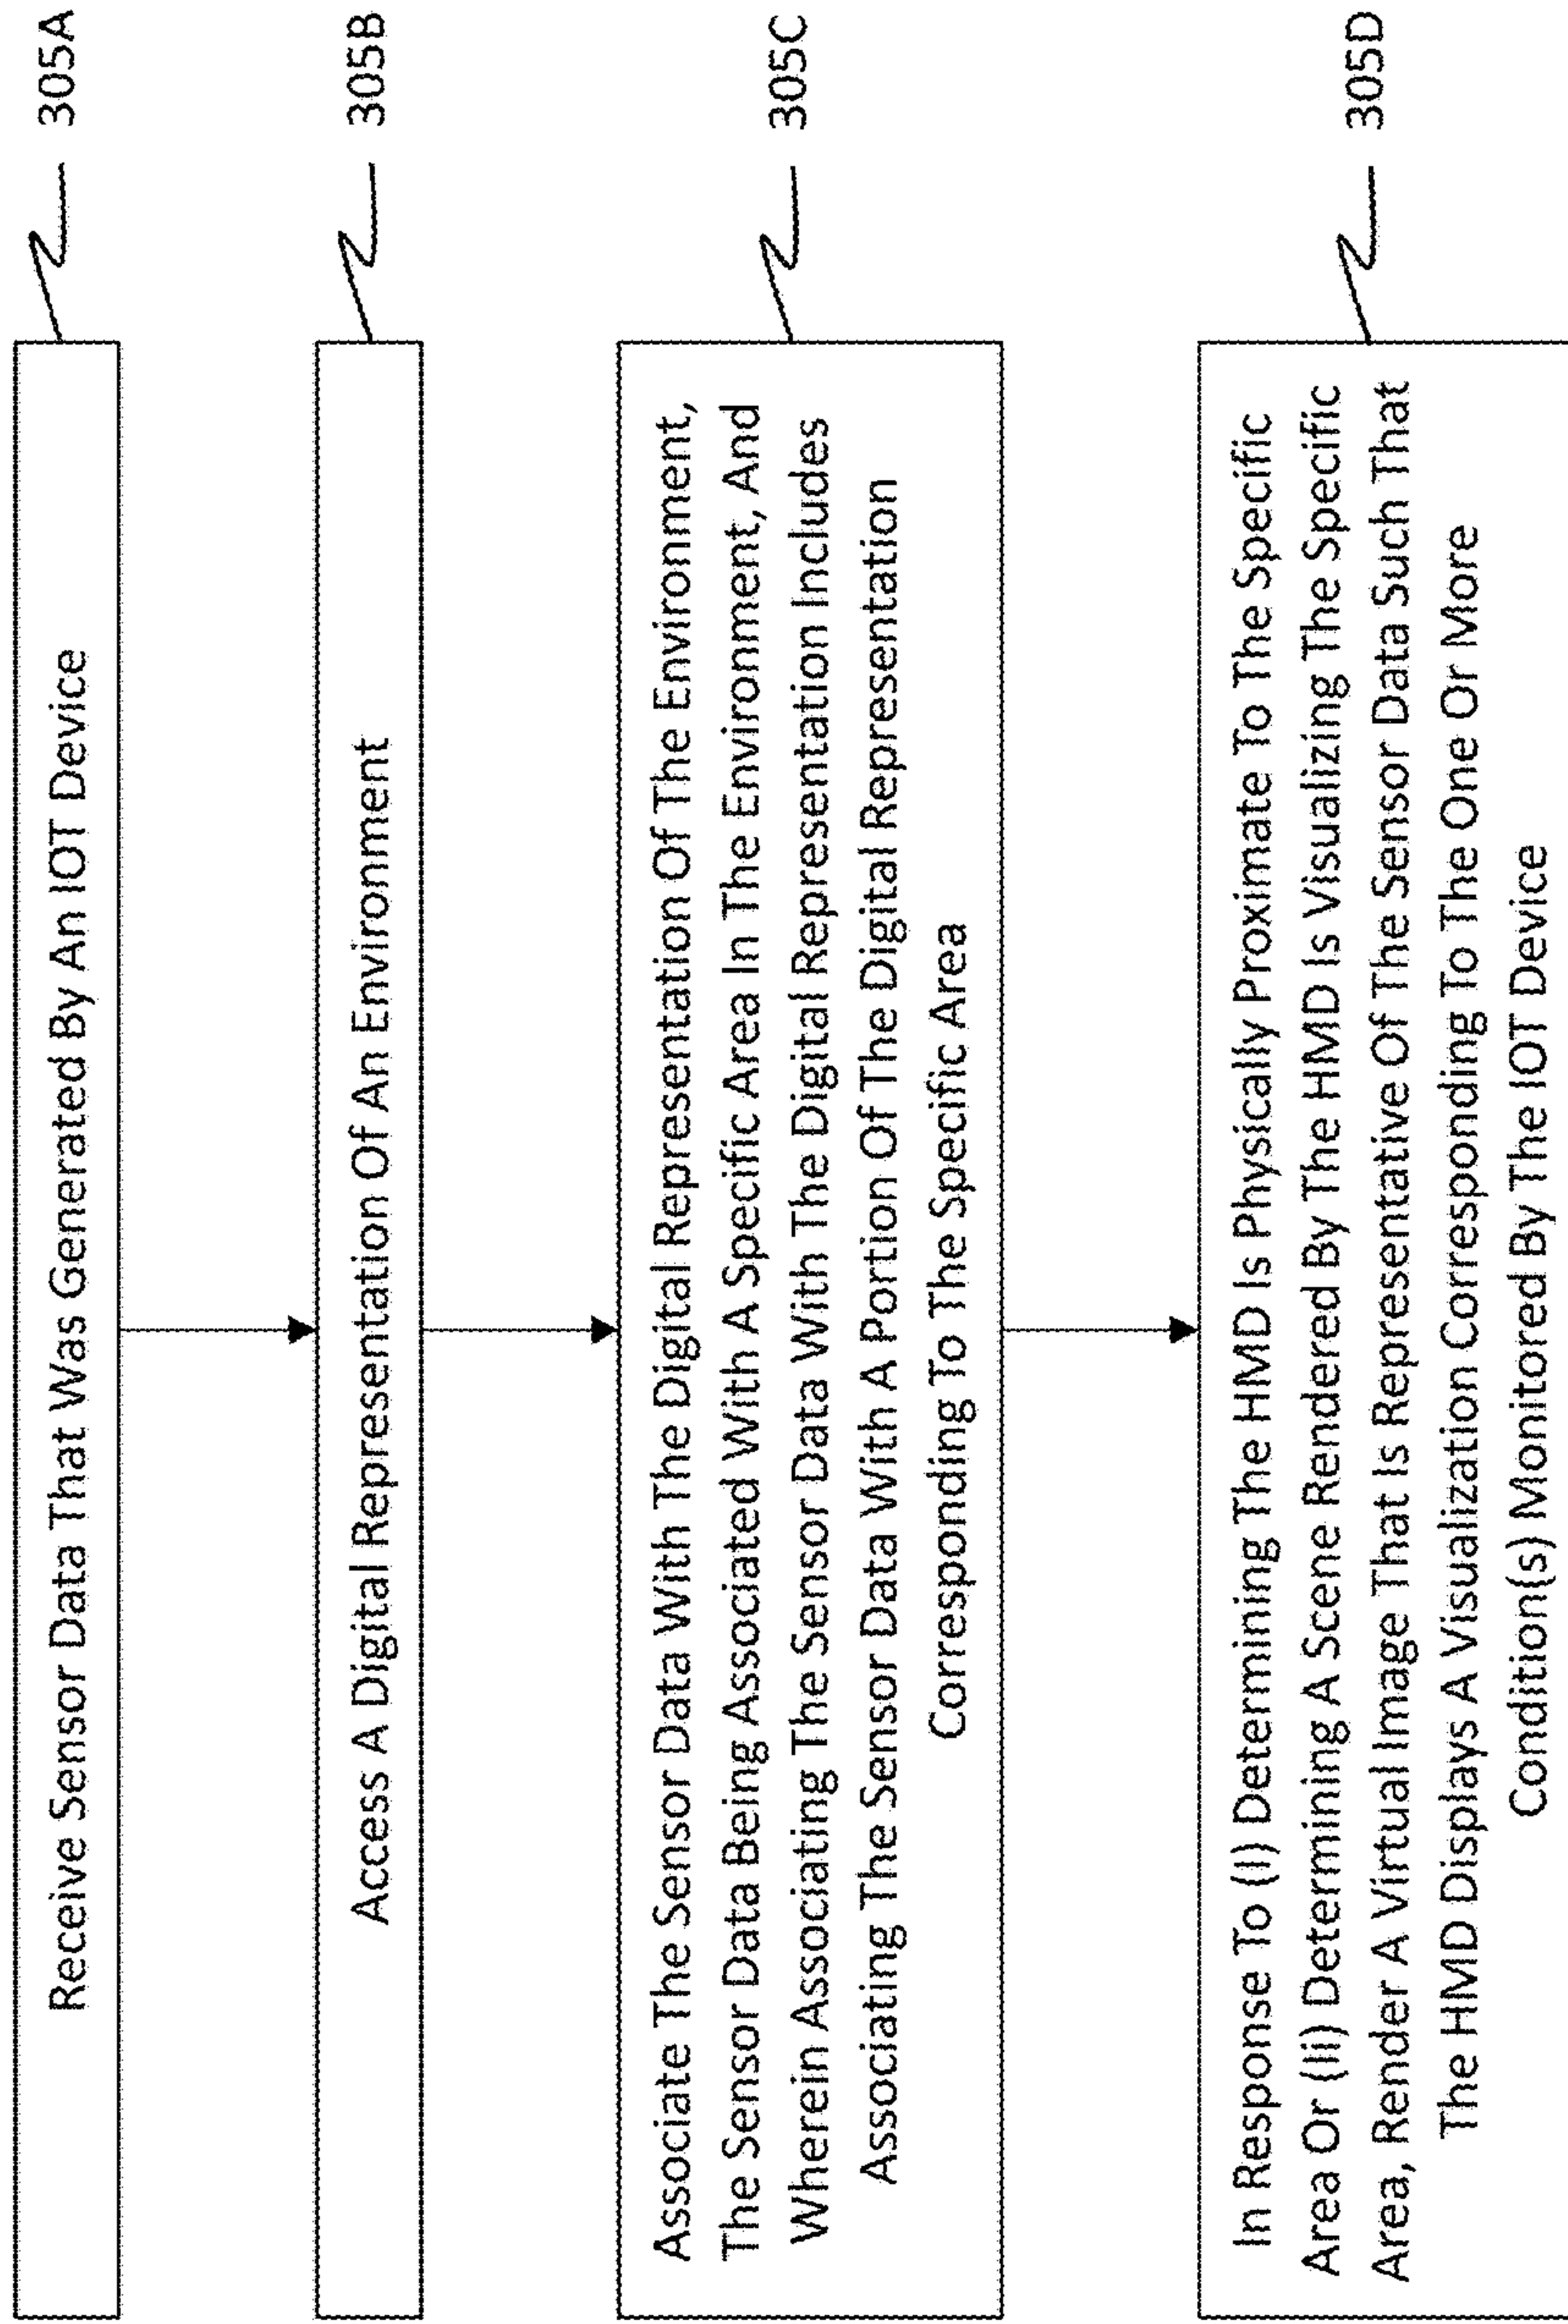 Receive Sensor Data That Was Generated By An IOT Device
305A
Access A Digital Representation Of An Environment
305B
Associate The Sensor Data With The Digital Representation Of The Environment,
The Sensor Data Being Associated With A Specific Area In The Environment, And
Wherein Associating The Sensor Data With The Digital Representation Includes
Associating The Sensor Data With A Portion Of The Digital Representation
Corresponding To The Specific Area
305C
In Response To (I) Determining The HMD Is Physically Proximate To The Specific
Area Or (Ii) Determining A Scene Rendered By The HMD Is Visualizing The Specific
Area, Render A Virtual Image That Is Representative Of The Sensor Data Such That
The HMD Displays A Visualization Corresponding To The One Or More
Condition(s) Monitored By The IOT Device
305D